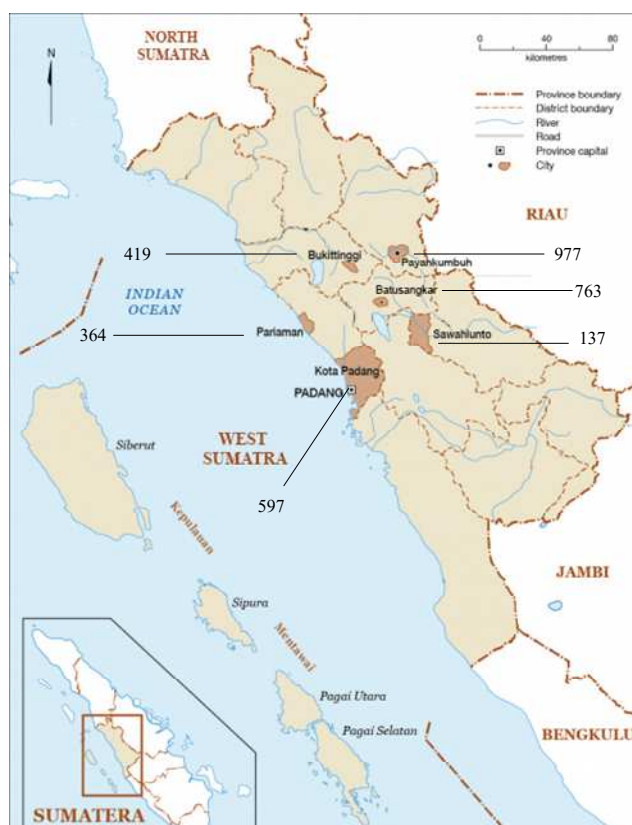 NORTH
SUMATRA
N
0 40 80
kilometres
Province boundary
District boundary
River
Road
Province capital
City
RIAU
419
Bukittinggi
Payahkumbuh
977
Batusangkar
763
INDIAN
OCEAN
364
Pariaman
Sawahlunto
137
Kota Padang
PADANG
WEST
SUMATRA
Siberut
597
Kepulauan
JAMBI
Sipura
Mentawai
Pagai Utara
Pagai Selatan
BENGKULU
SUMATERA